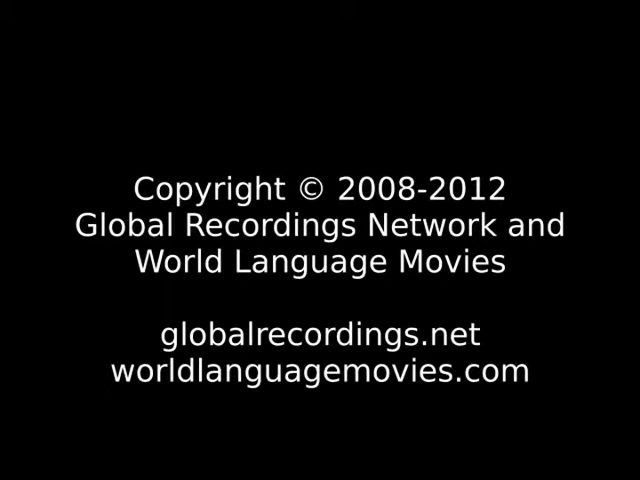 Copyright © 2008-2012
Global Recordings Network and
World Language Movies
globalrecordings.net
worldlanguagemovies.com